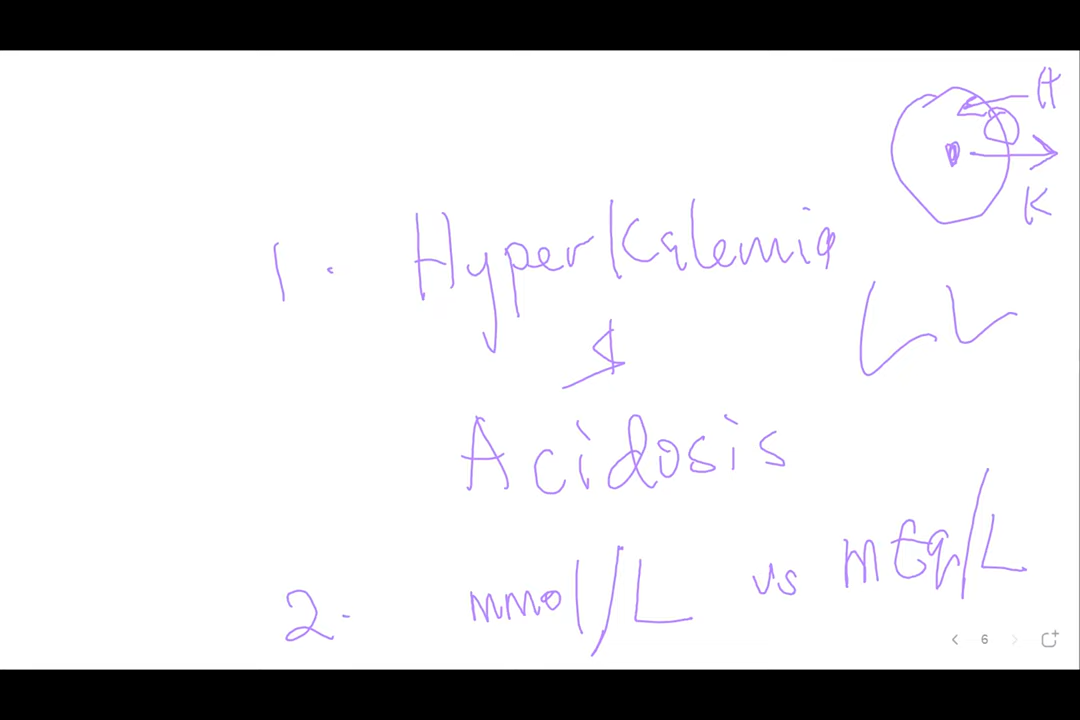 H
K
1. Hyperkalemia
&
Acidosis
2. mmol/L vs mEq/L
6